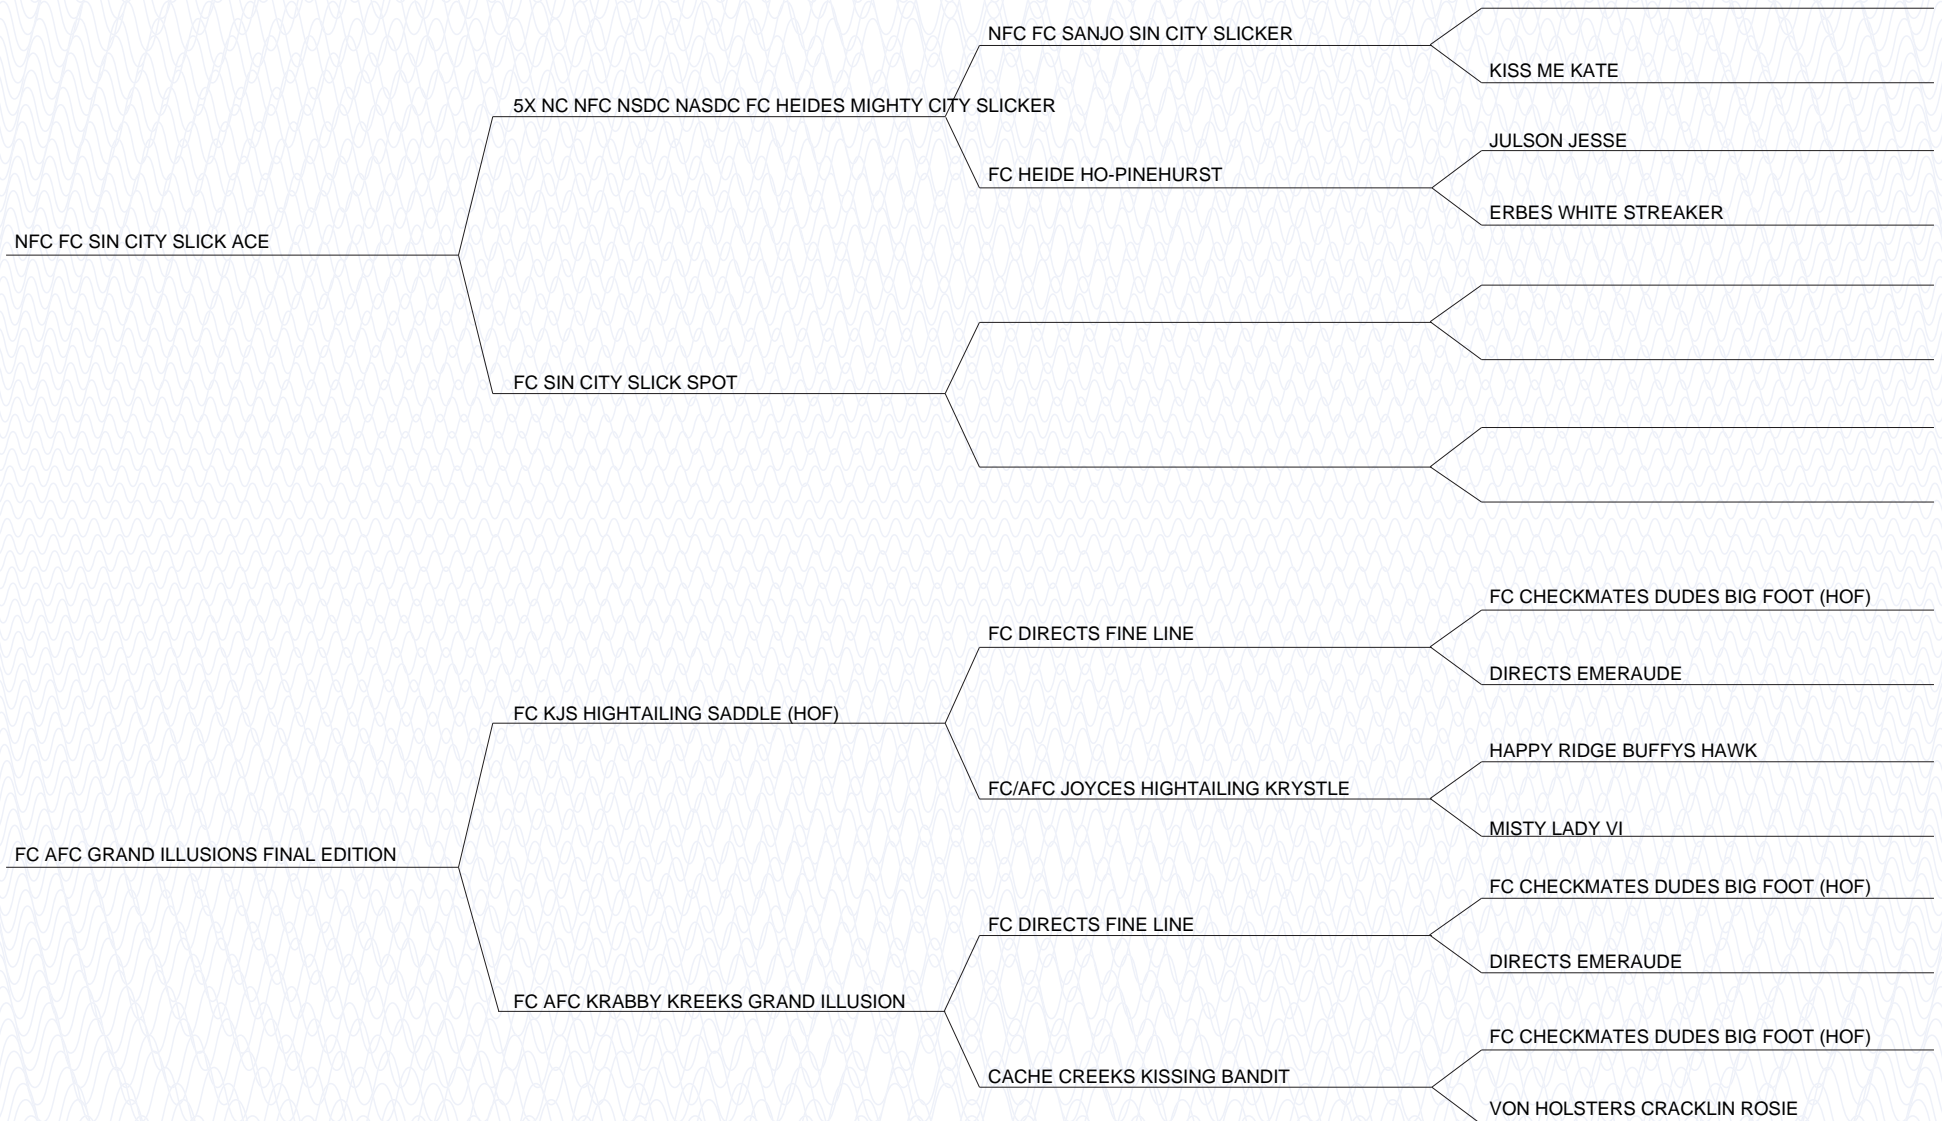 NFC FC SANJO SIN CITY SLICKER
KISS ME KATE
5X NC NFC NSDC NASDC FC HEIDES MIGHTY CITY SLICKER
JULSON JESSE
FC HEIDE HO-PINEHURST
ERBES WHITE STREAKER
NFC FC SIN CITY SLICK ACE
FC SIN CITY SLICK SPOT
FC CHECKMATES DUDES BIG FOOT (HOF)
FC DIRECTS FINE LINE
DIRECTS EMERAUDE
FC KJS HIGHTAILING SADDLE (HOF)
HAPPY RIDGE BUFFYS HAWK
FC/AFC JOYCES HIGHTAILING KRYSTLE
MISTY LADY VI
FC AFC GRAND ILLUSIONS FINAL EDITION
FC CHECKMATES DUDES BIG FOOT (HOF)
FC DIRECTS FINE LINE
DIRECTS EMERAUDE
FC AFC KRABBY KREEKS GRAND ILLUSION
FC CHECKMATES DUDES BIG FOOT (HOF)
CACHE CREEKS KISSING BANDIT
VON HOLSTERS CRACKLIN ROSIE